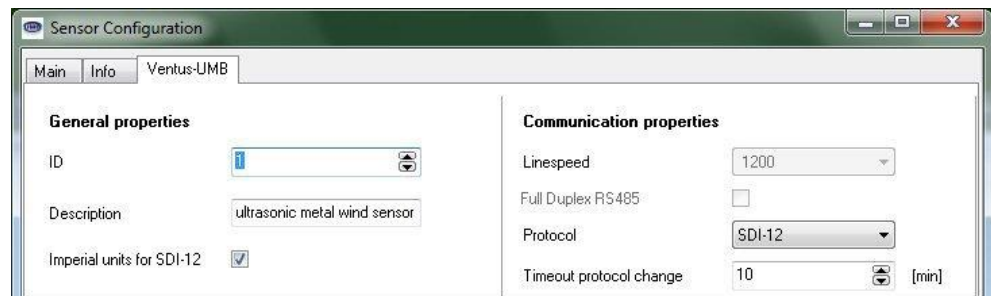 Sensor Configuration
Main Info Ventus-UMB
General properties
ID 1
Description ultrasonic metal wind sensor
Imperial units for SDI-12
Communication properties
Linespeed 1200
Full Duplex RS485
Protocol SDI-12
Timeout protocol change 10 [min]